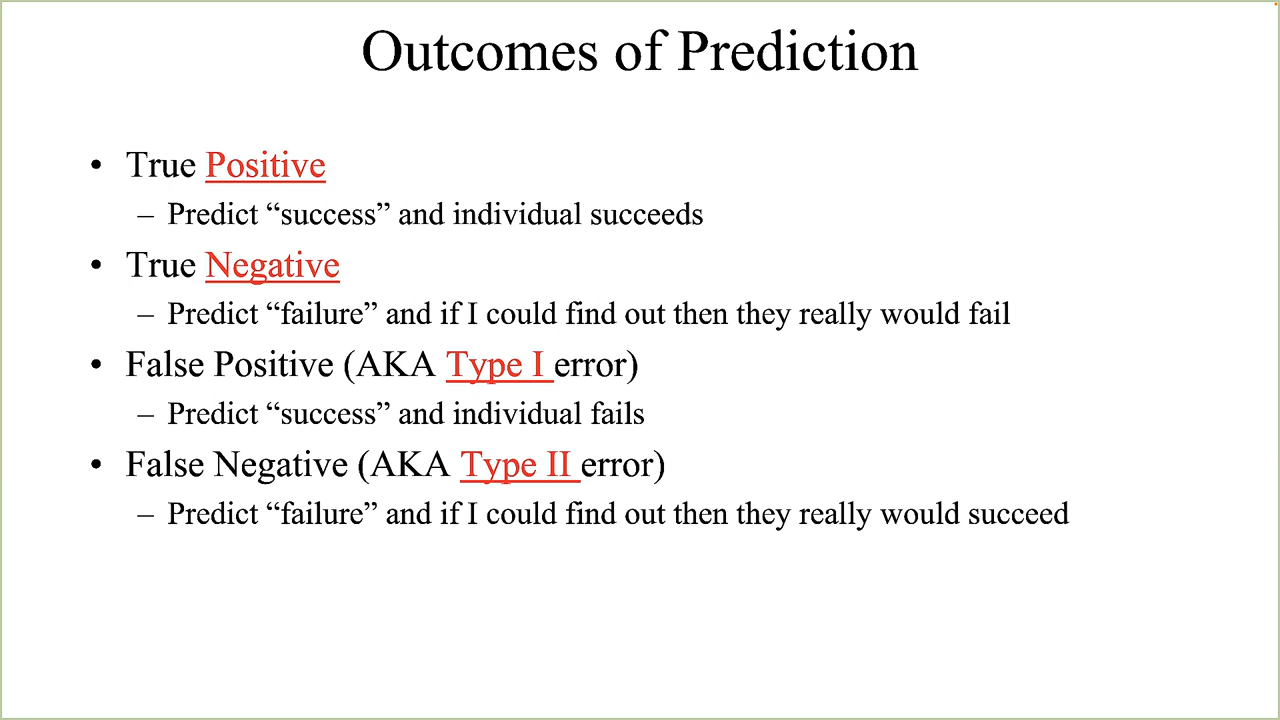 Outcomes of Prediction
• True Positive
– Predict “success” and individual succeeds
• True Negative
– Predict “failure” and if I could find out then they really would fail
• False Positive (AKA Type I error)
– Predict “success” and individual fails
• False Negative (AKA Type II error)
– Predict “failure” and if I could find out then they really would succeed